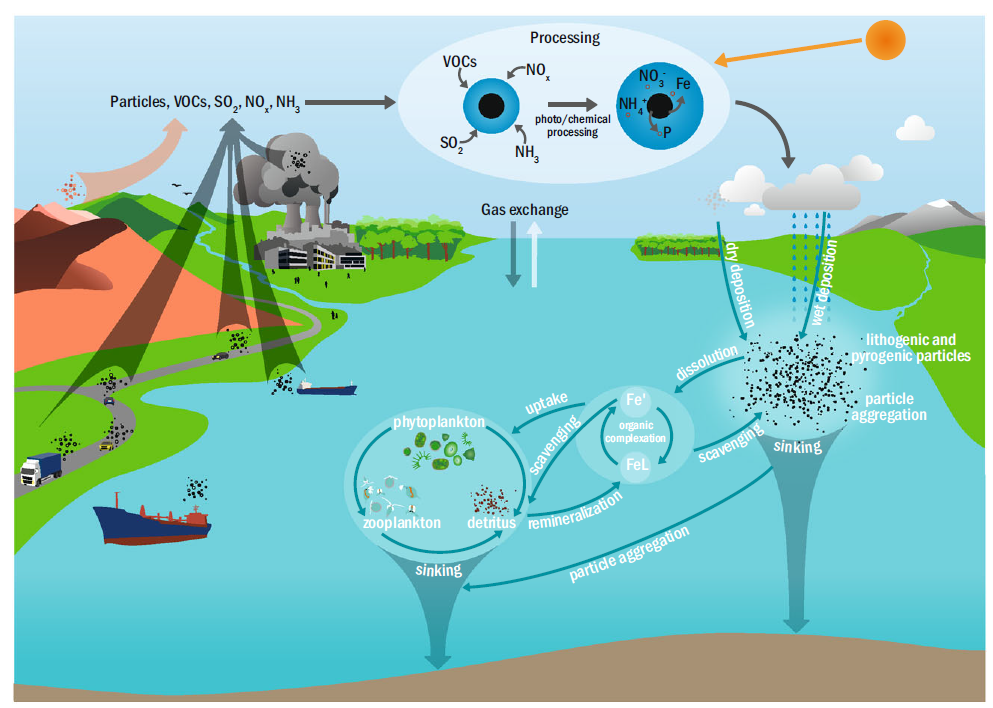 Processing
VOCs
NOx
SO2
NH3
photo/chemical
processing
NO3-
Fe
NH4+
P
Particles, VOCs, SO2, NOx, NH3
Gas exchange
dry deposition
wet deposition
lithogenic and
pyrogenic particles
particle
aggregation
dissolution
Fe'
organic
complexation
FeL
uptake
scavenging
scavenging
sinking
phytoplankton
zooplankton
detritus
remineralization
particle aggregation
sinking